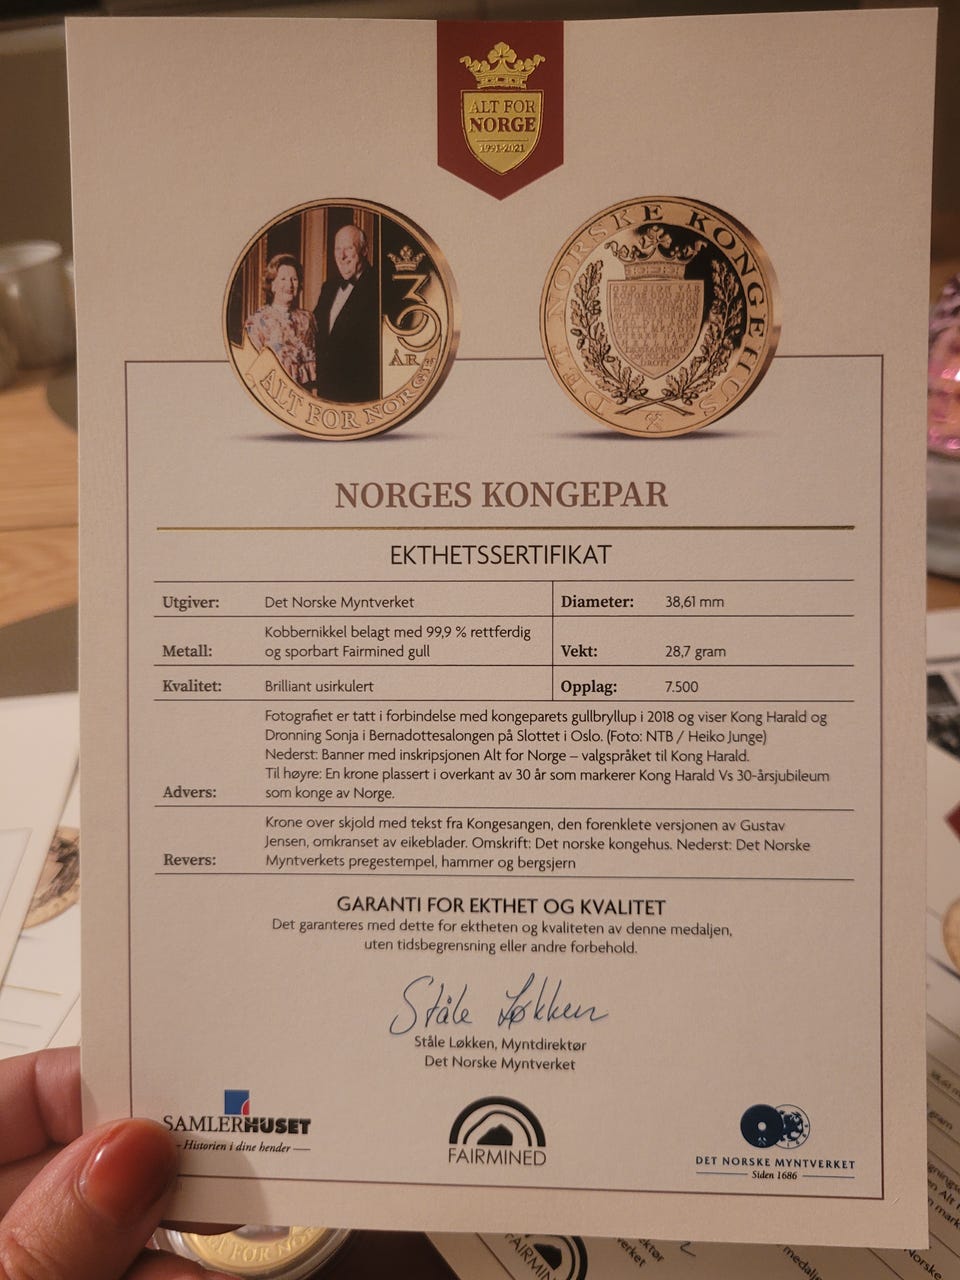 ALT FOR
NORGE
1991-2021
30
ÅR
ALT FOR NORGE
DET NORSKE KONGEHUS
NORGES KONGEPAR
EKTHETSSERTIFIKAT
Utgiver: Det Norske Myntverket
Diameter: 38,61 mm
Metall: Kobbernikkel belagt med 99,9 % rettferdig
og sporbart Fairmined gull
Vekt: 28,7 gram
Kvalitet: Brilliant usirkulert
Opplag: 7.500
Advers: Fotografiet er tatt i forbindelse med kongeparets gullbryllup i 2018 og viser Kong Harald og
Dronning Sonja i Bernadottesalongen på Slottet i Oslo. (Foto: NTB / Heiko Junge)
Nederst: Banner med inskripsjonen Alt for Norge – valgspråket til Kong Harald.
Til høyre: En krone plassert i overkant av 30 år som markerer Kong Harald Vs 30-årsjubileum
som konge av Norge.
Revers: Krone over skjold med tekst fra Kongesangen, den forenklete versjonen av Gustav
Jensen, omkranset av eikeblader. Omskrift: Det norske kongehus. Nederst: Det Norske
Myntverkets pregestempel, hammer og bergsjern
GARANTI FOR EKTHET OG KVALITET
Det garanteres med dette for ektheten og kvaliteten av denne medaljen,
uten tidsbegrensning eller andre forbehold.
Ståle Løkken
Ståle Løkken, Myntdirektør
Det Norske Myntverket
SAMLERHUSET
– Historien i dine hender
FAIRMINED
DET NORSKE MYNTVERKET
Siden 1686
FOR NO
FAIRMIN